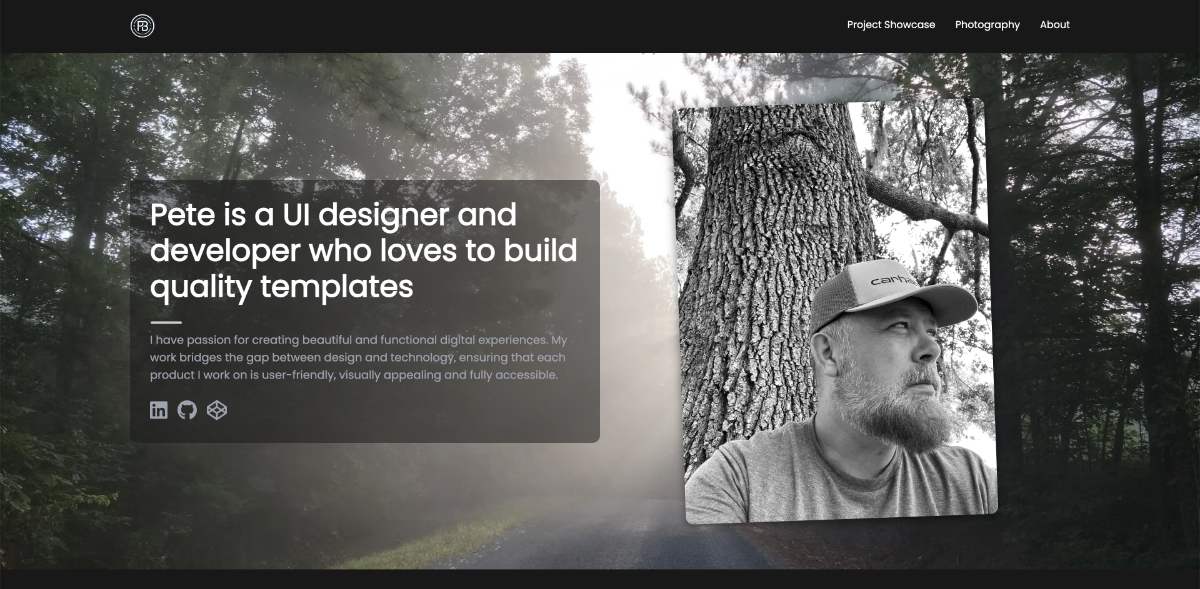 FB
Project Showcase
Photography
About
Pete is a UI designer and
developer who loves to build
quality templates
I have passion for creating beautiful and functional digital experiences. My
work bridges the gap between design and technology, ensuring that each
product I work on is user-friendly, visually appealing and fully accessible.
in